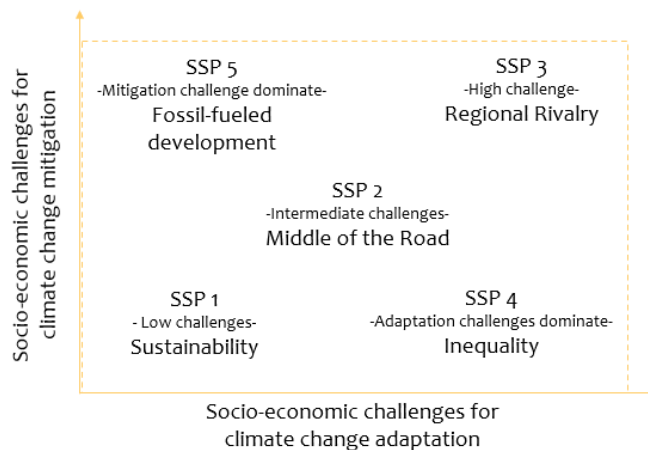 Socio-economic challenges for
climate change mitigation
SSP 5
-Mitigation challenge dominate-
Fossil-fueled
development
SSP 3
-High challenge-
Regional Rivalry
SSP 2
-Intermediate challenges-
Middle of the Road
SSP 1
- Low challenges-
Sustainability
SSP 4
-Adaptation challenges dominate-
Inequality
Socio-economic challenges for
climate change adaptation